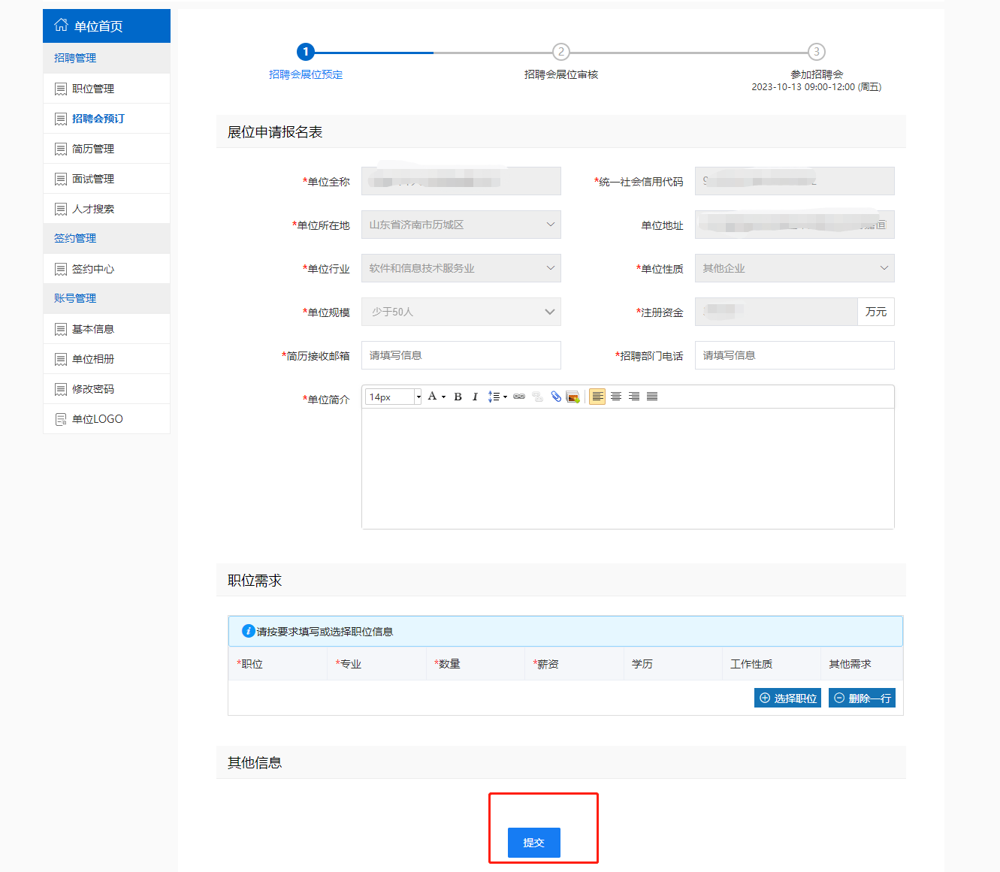 单位首页
招聘管理
职位管理
招聘会预订
简历管理
面试管理
人才搜索
签约管理
签约中心
账号管理
基本信息
单位相册
修改密码
单位LOGO
1
2
3
招聘会展位预定
招聘会展位审核
参加招聘会
2023-10-13 09:00-12:00 (周五)
展位申请报名表
*单位全称
*统一社会信用代码 9
*单位所在地 山东省济南市历城区
单位地址
*单位行业 软件和信息技术服务业
*单位性质 其他企业
*单位规模 少于50人
*注册资金 万元
*简历接收邮箱 请填写信息
*招聘部门电话 请填写信息
*单位简介
14px A B I
职位需求
i 请按要求填写或选择职位信息
*职位 *专业 *数量 *薪资 学历 工作性质 其他需求
选择职位 删除一行
其他信息
提交